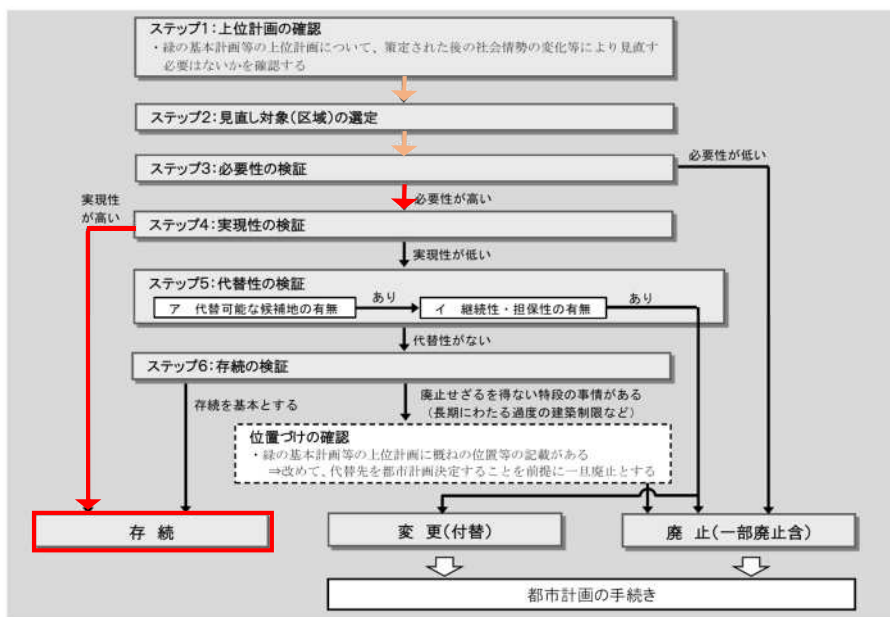 ステップ1：上位計画の確認
・緑の基本計画等の上位計画について、策定された後の社会情勢の変化等により見直す
必要はないかを確認する
ステップ2：見直し対象（区域）の選定
ステップ3：必要性の検証
必要性が低い
必要性が高い
実現性
が高い
ステップ4：実現性の検証
実現性が低い
ステップ5：代替性の検証
ア 代替可能な候補地の有無
あり
イ 継続性・担保性の有無
あり
代替性がない
ステップ6：存続の検証
存続を基本とする
廃止せざるを得ない特段の事情がある
（長期にわたる過度の建築制限など）
位置づけの確認
・緑の基本計画等の上位計画に概ねの位置等の記載がある
⇒改めて、代替先を都市計画決定することを前提に一旦廃止とする
存 続
変 更（付替）
廃 止（一部廃止含）
都市計画の手続き